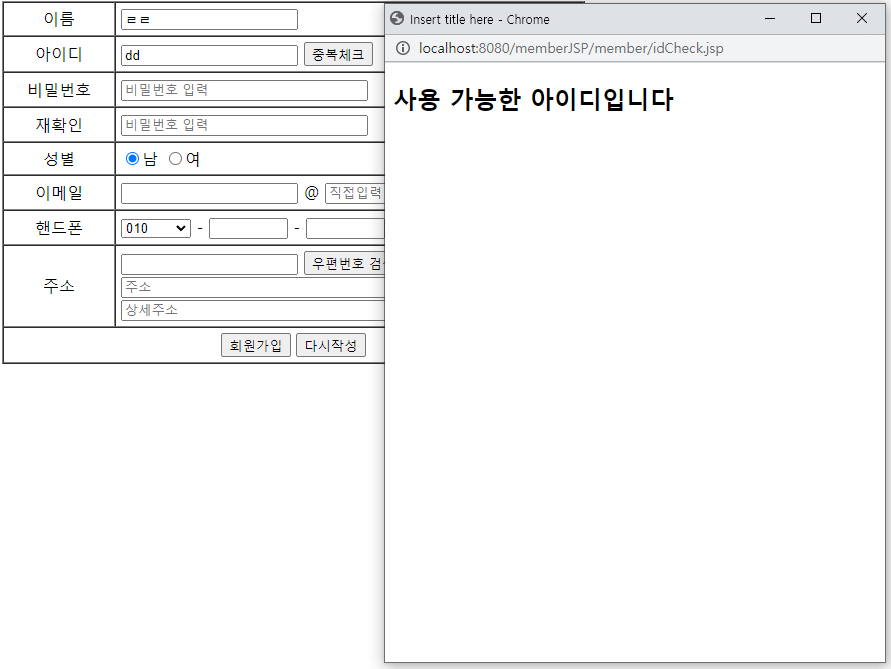 이름 ㄹㄹ
아이디 dd 중복체크
비밀번호 비밀번호 입력
재확인 비밀번호 입력
성별 남 여
이메일 @ 직접입력
핸드폰 010 - -
주소 우편번호 검
주소
상세주소
회원가입 다시작성
Insert title here - Chrome
localhost:8080/memberJSP/member/idCheck.jsp
사용 가능한 아이디입니다